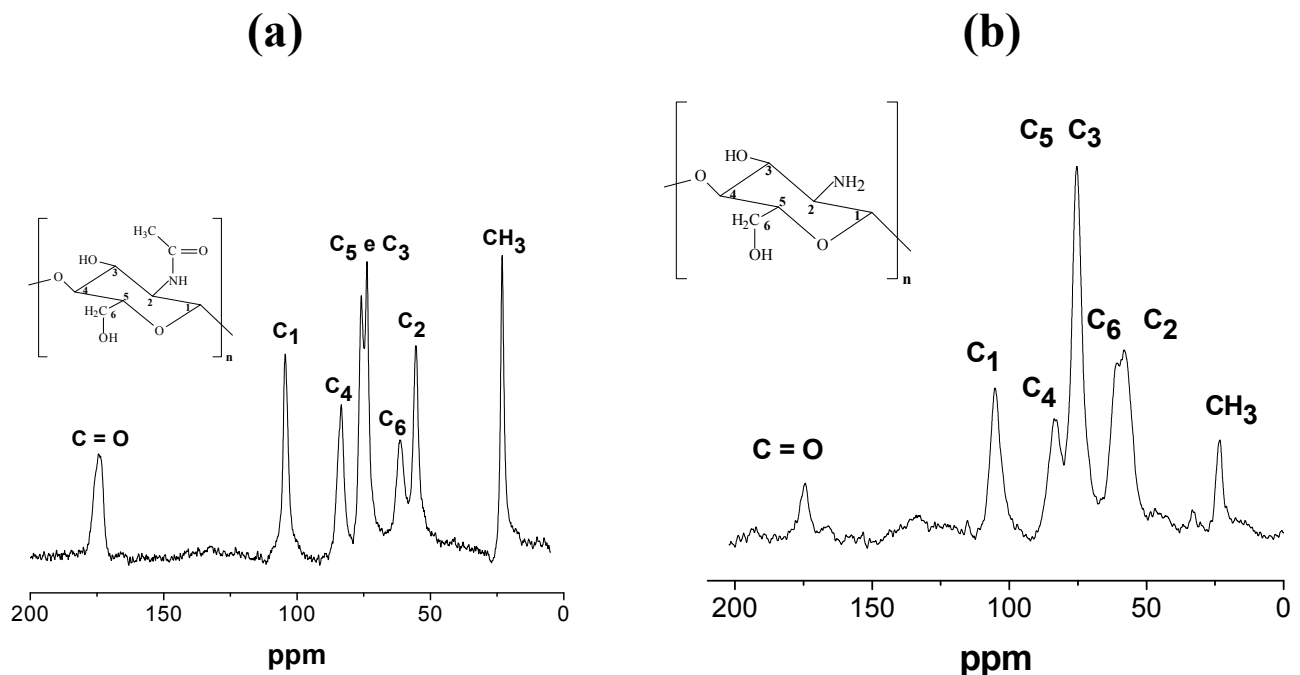 (a)
H₃C
C=O
HO
NH
O
3
2
1
4
5
H₂C
6
OH
O
n
C = O
C₁
C₄
C₅ e C₃
C₆
C₂
CH₃
200 150 100 50 0
ppm
(b)
HO
NH₂
O
3
2
1
4
5
H₂C
6
OH
O
n
C = O
C₁
C₄
C₅ C₃
C₆ C₂
CH₃
200 150 100 50 0
ppm